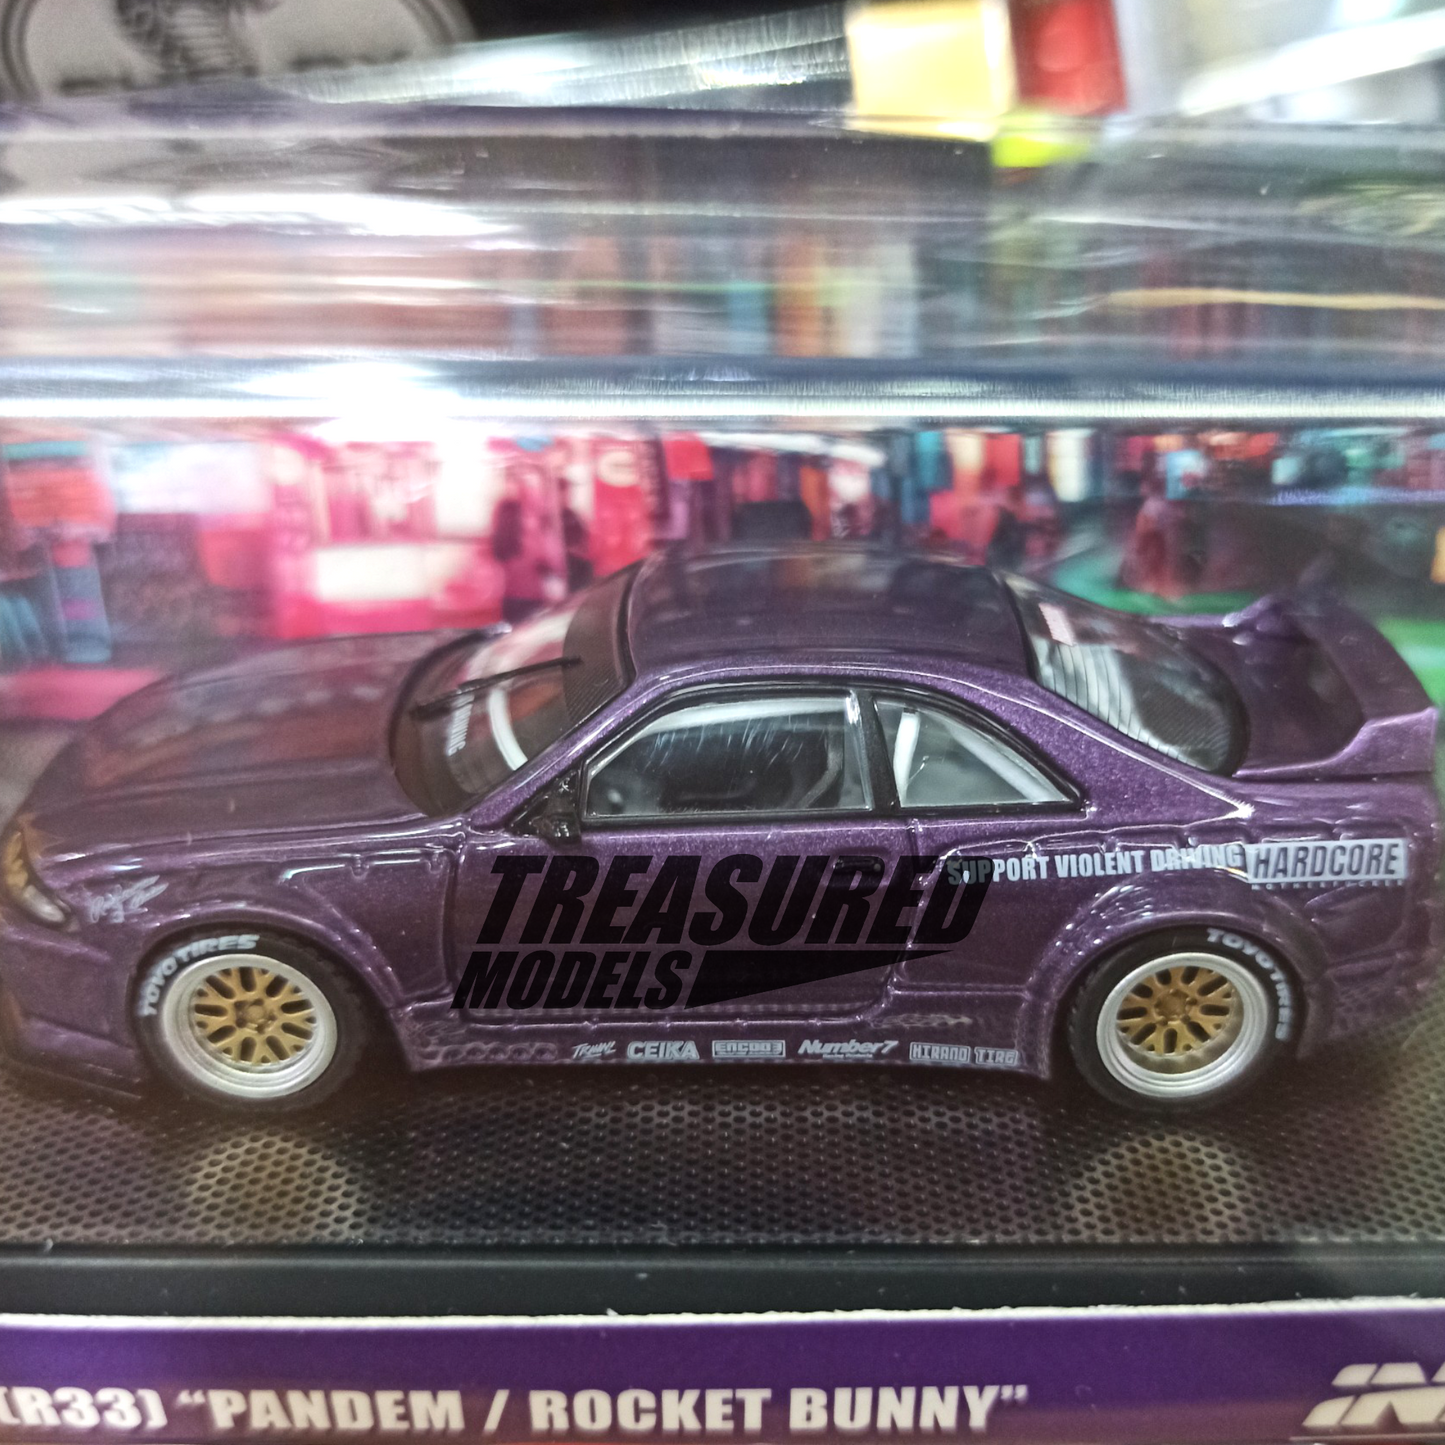 SUPPORT VIOLENT DRIVING HARDCORE
TOYO TIRES
TOYO TIRES
TREASURED
MODELS
CEIKA
Number7
HIRANO TIRE
(R33) "PANDEM / ROCKET BUNNY"